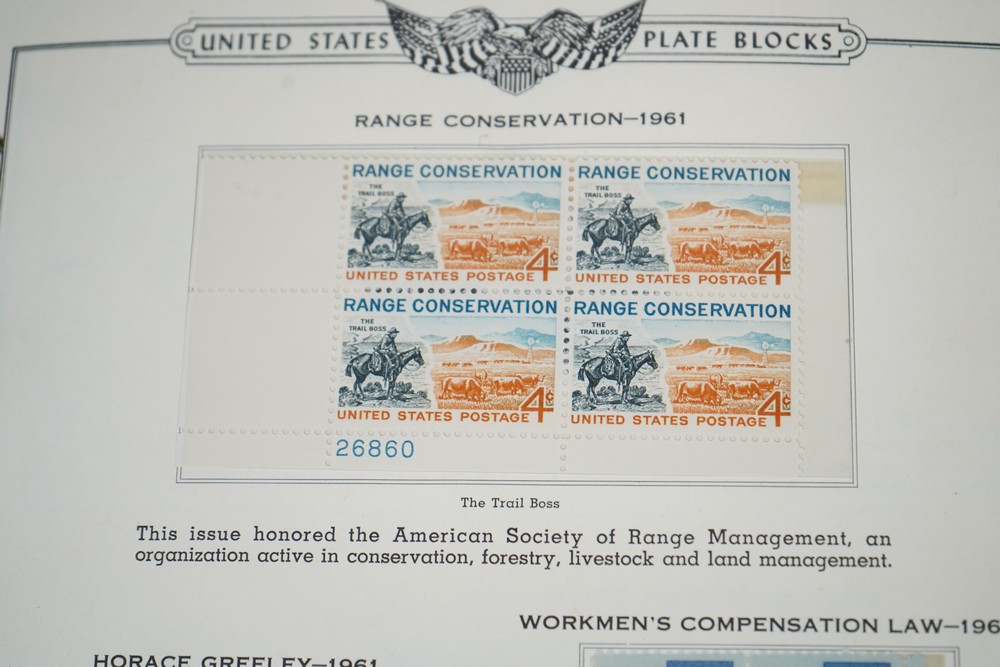 UNITED STATES PLATE BLOCKS
RANGE CONSERVATION—1961
RANGE CONSERVATION RANGE CONSERVATION
THE THE
TRAIL BOSS TRAIL BOSS
UNITED STATES POSTAGE 4¢ UNITED STATES POSTAGE 4¢
RANGE CONSERVATION RANGE CONSERVATION
THE THE
TRAIL BOSS TRAIL BOSS
UNITED STATES POSTAGE 4¢ UNITED STATES POSTAGE 4¢
26860
The Trail Boss
This issue honored the American Society of Range Management, an
organization active in conservation, forestry, livestock and land management.
WORKMEN'S COMPENSATION LAW—196
HORACE GREELEY—1961